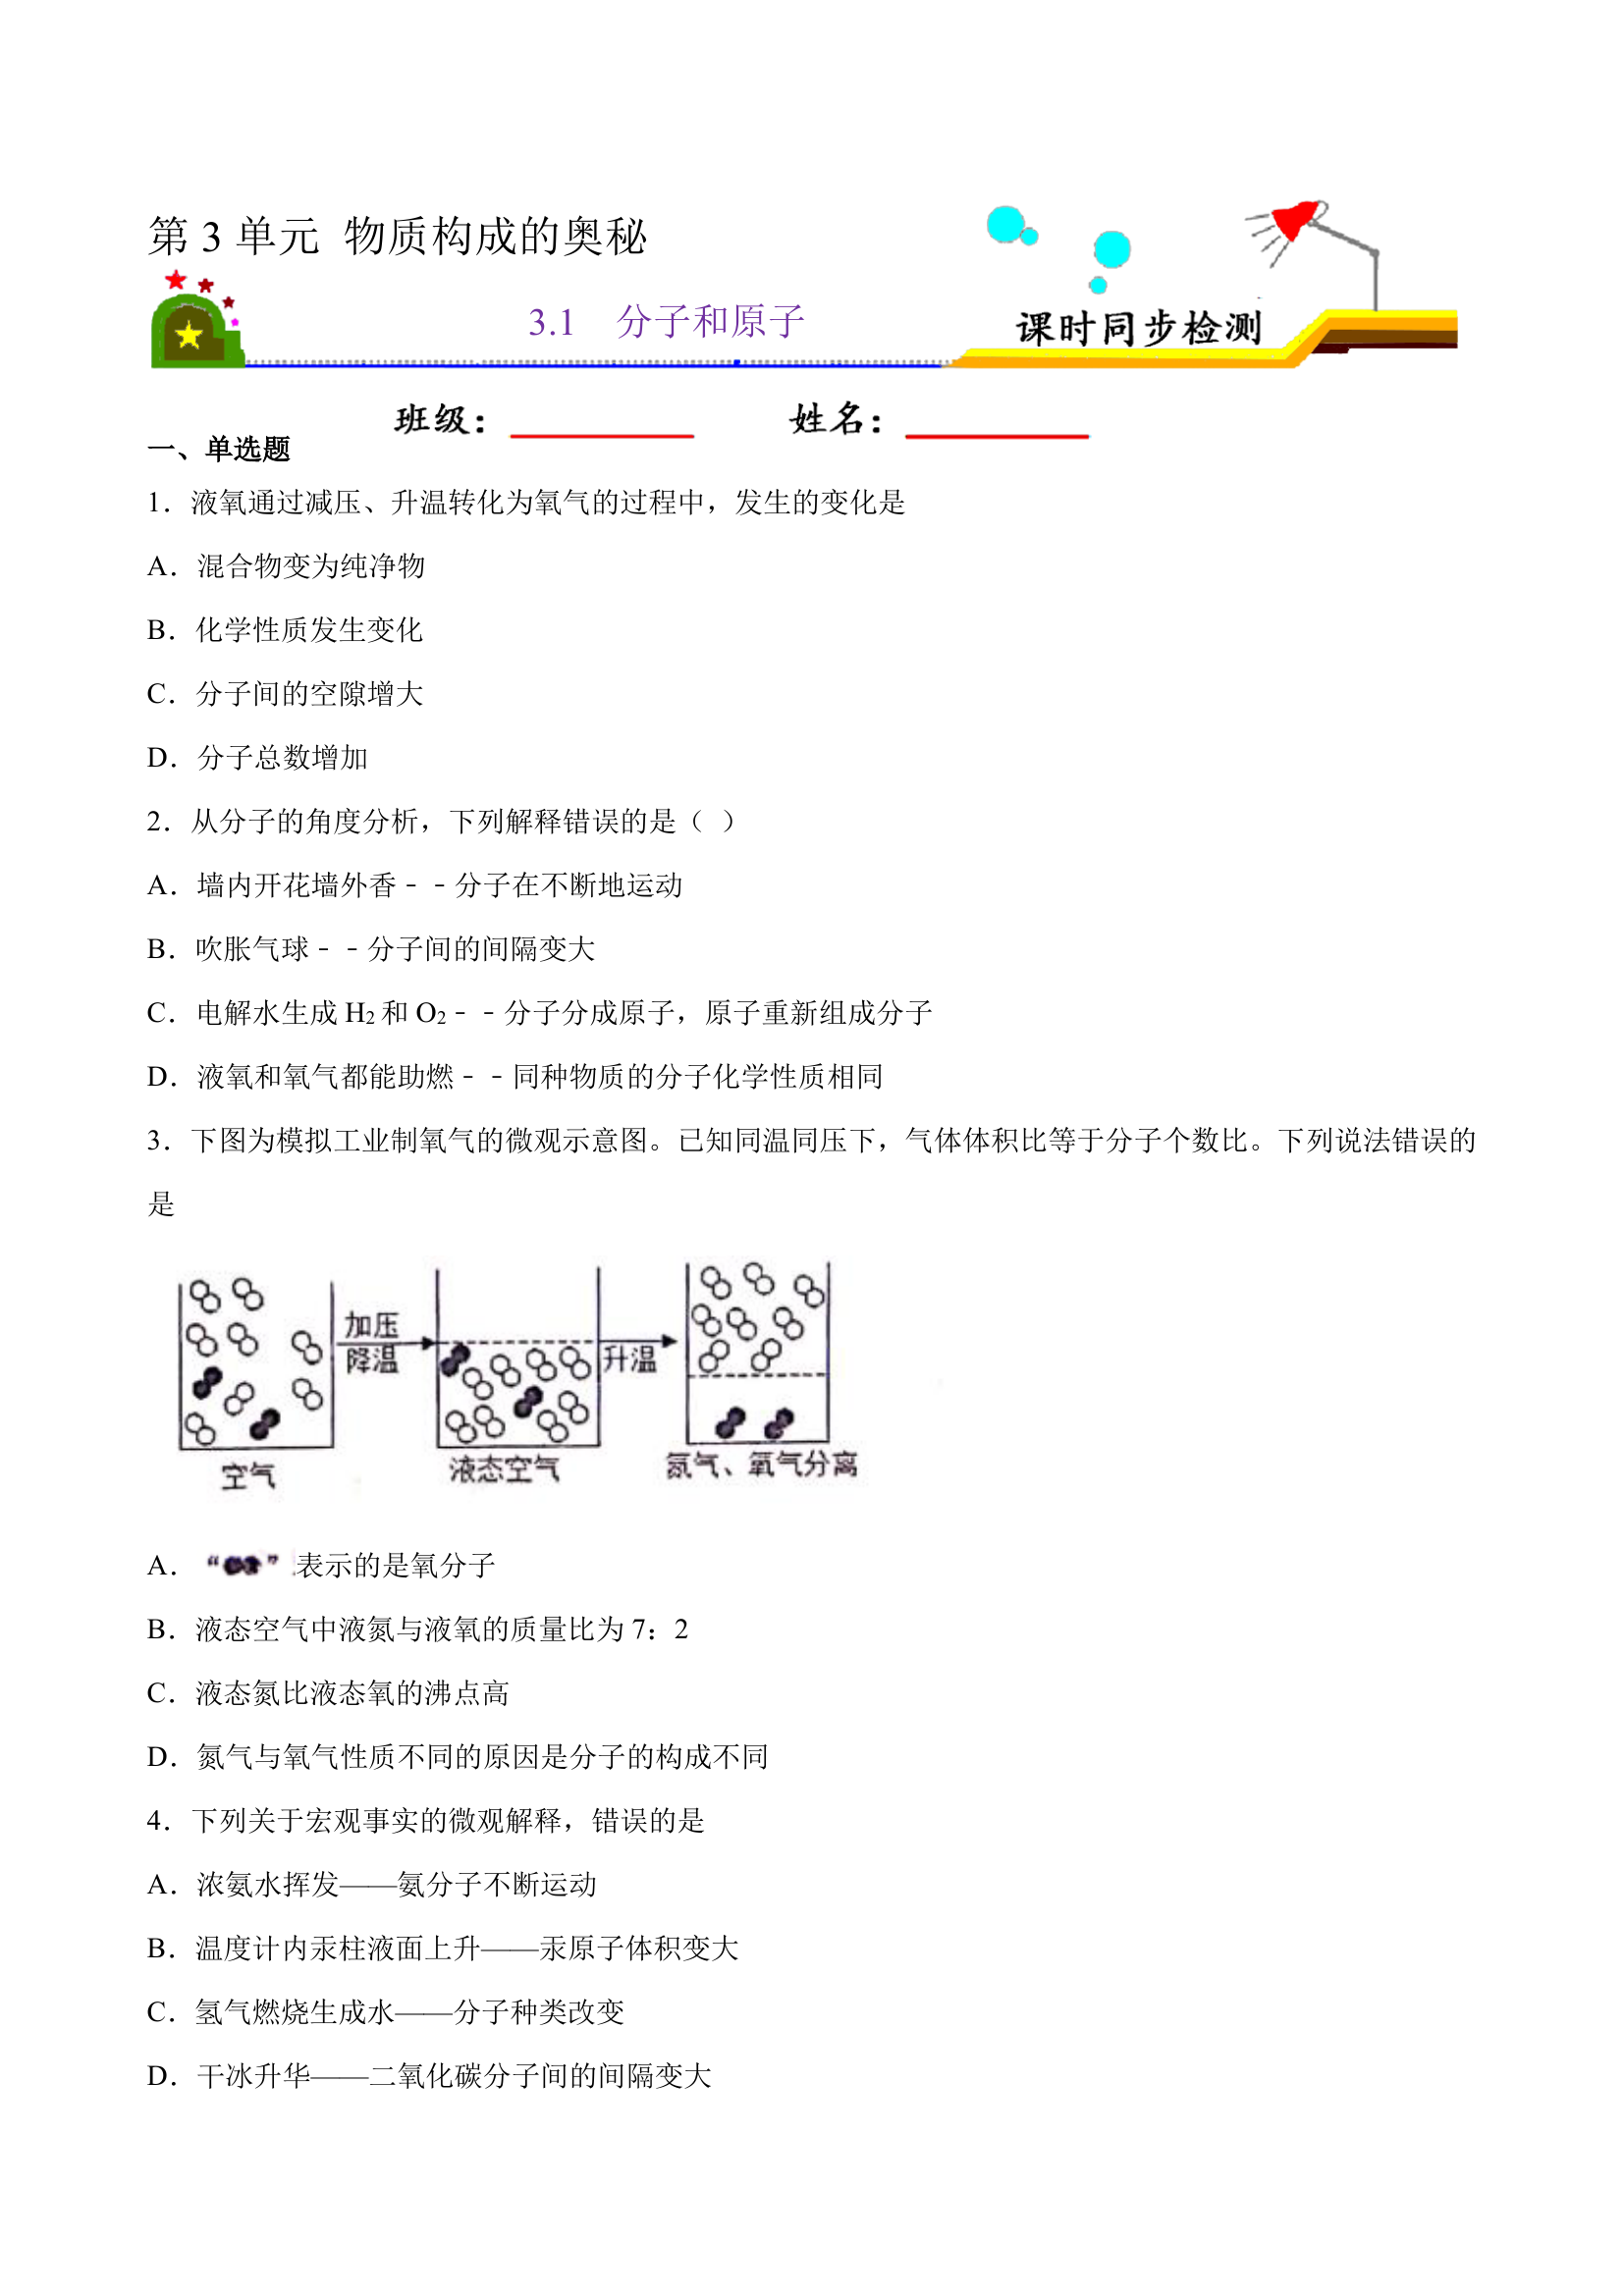 第 3 单元 物质构成的奥秘
3.1 分子和原子
课时同步检测
班级：
姓名：
一、单选题
1．液氧通过减压、升温转化为氧气的过程中，发生的变化是
A．混合物变为纯净物
B．化学性质发生变化
C．分子间的空隙增大
D．分子总数增加
2．从分子的角度分析，下列解释错误的是（ ）
A．墙内开花墙外香﹣﹣分子在不断地运动
B．吹胀气球﹣﹣分子间的间隔变大
C．电解水生成 H₂ 和 O₂﹣﹣分子分成原子，原子重新组成分子
D．液氧和氧气都能助燃﹣﹣同种物质的分子化学性质相同
3．下图为模拟工业制氧气的微观示意图。已知同温同压下，气体体积比等于分子个数比。下列说法错误的
是
加压
降温
升温
空气
液态空气
氮气、氧气分离
A． “ ” 表示的是氧分子
B．液态空气中液氮与液氧的质量比为 7：2
C．液态氮比液态氧的沸点高
D．氮气与氧气性质不同的原因是分子的构成不同
4．下列关于宏观事实的微观解释，错误的是
A．浓氨水挥发——氨分子不断运动
B．温度计内汞柱液面上升——汞原子体积变大
C．氢气燃烧生成水——分子种类改变
D．干冰升华——二氧化碳分子间的间隔变大